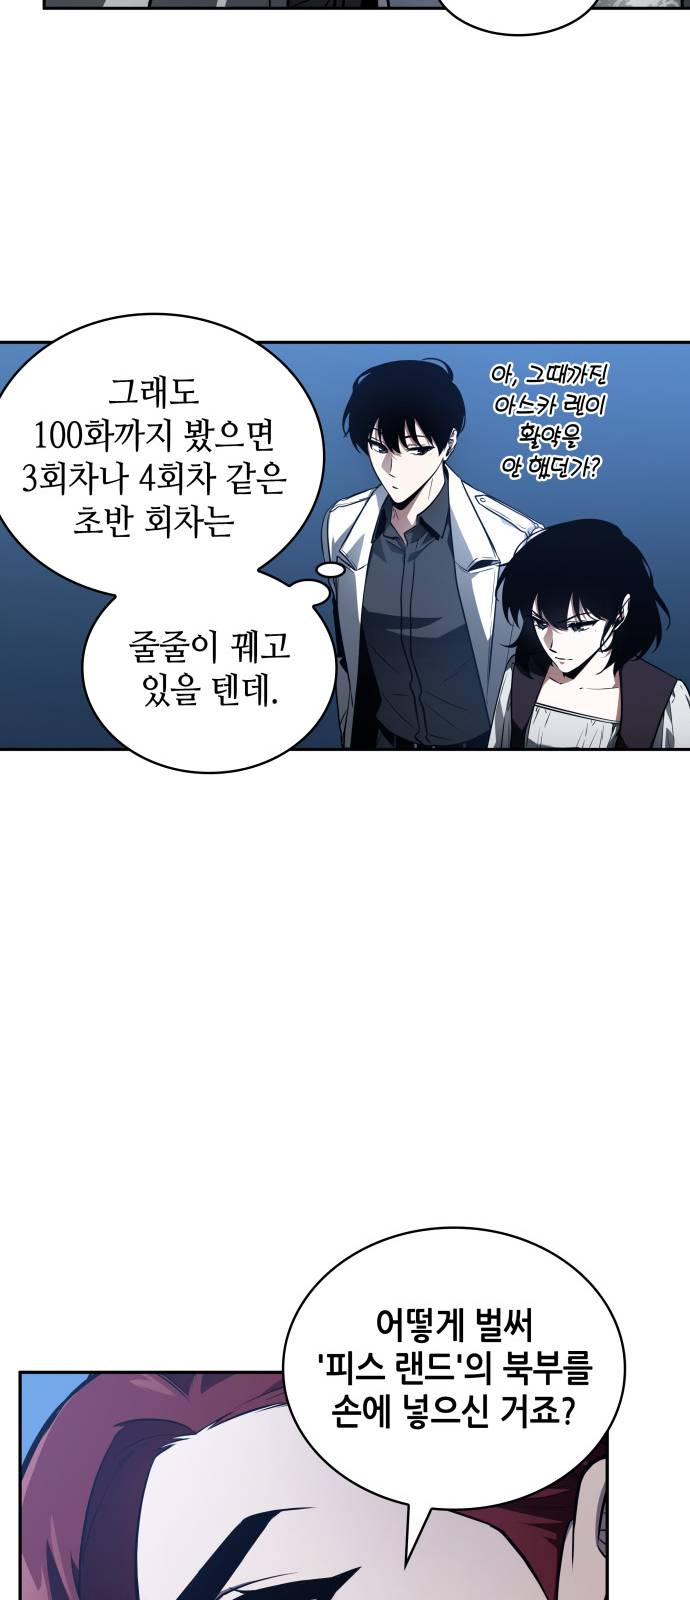 그래도
100화까지 봤으면
3회차나 4회차 같은
초반 회차는
줄줄이 꿰고
있을 텐데.
아, 그때까진
아스카 렌이
활약을
안 했던가?
어떻게 벌써
'피스 랜드'의 북부를
손에 넣으신 거죠?